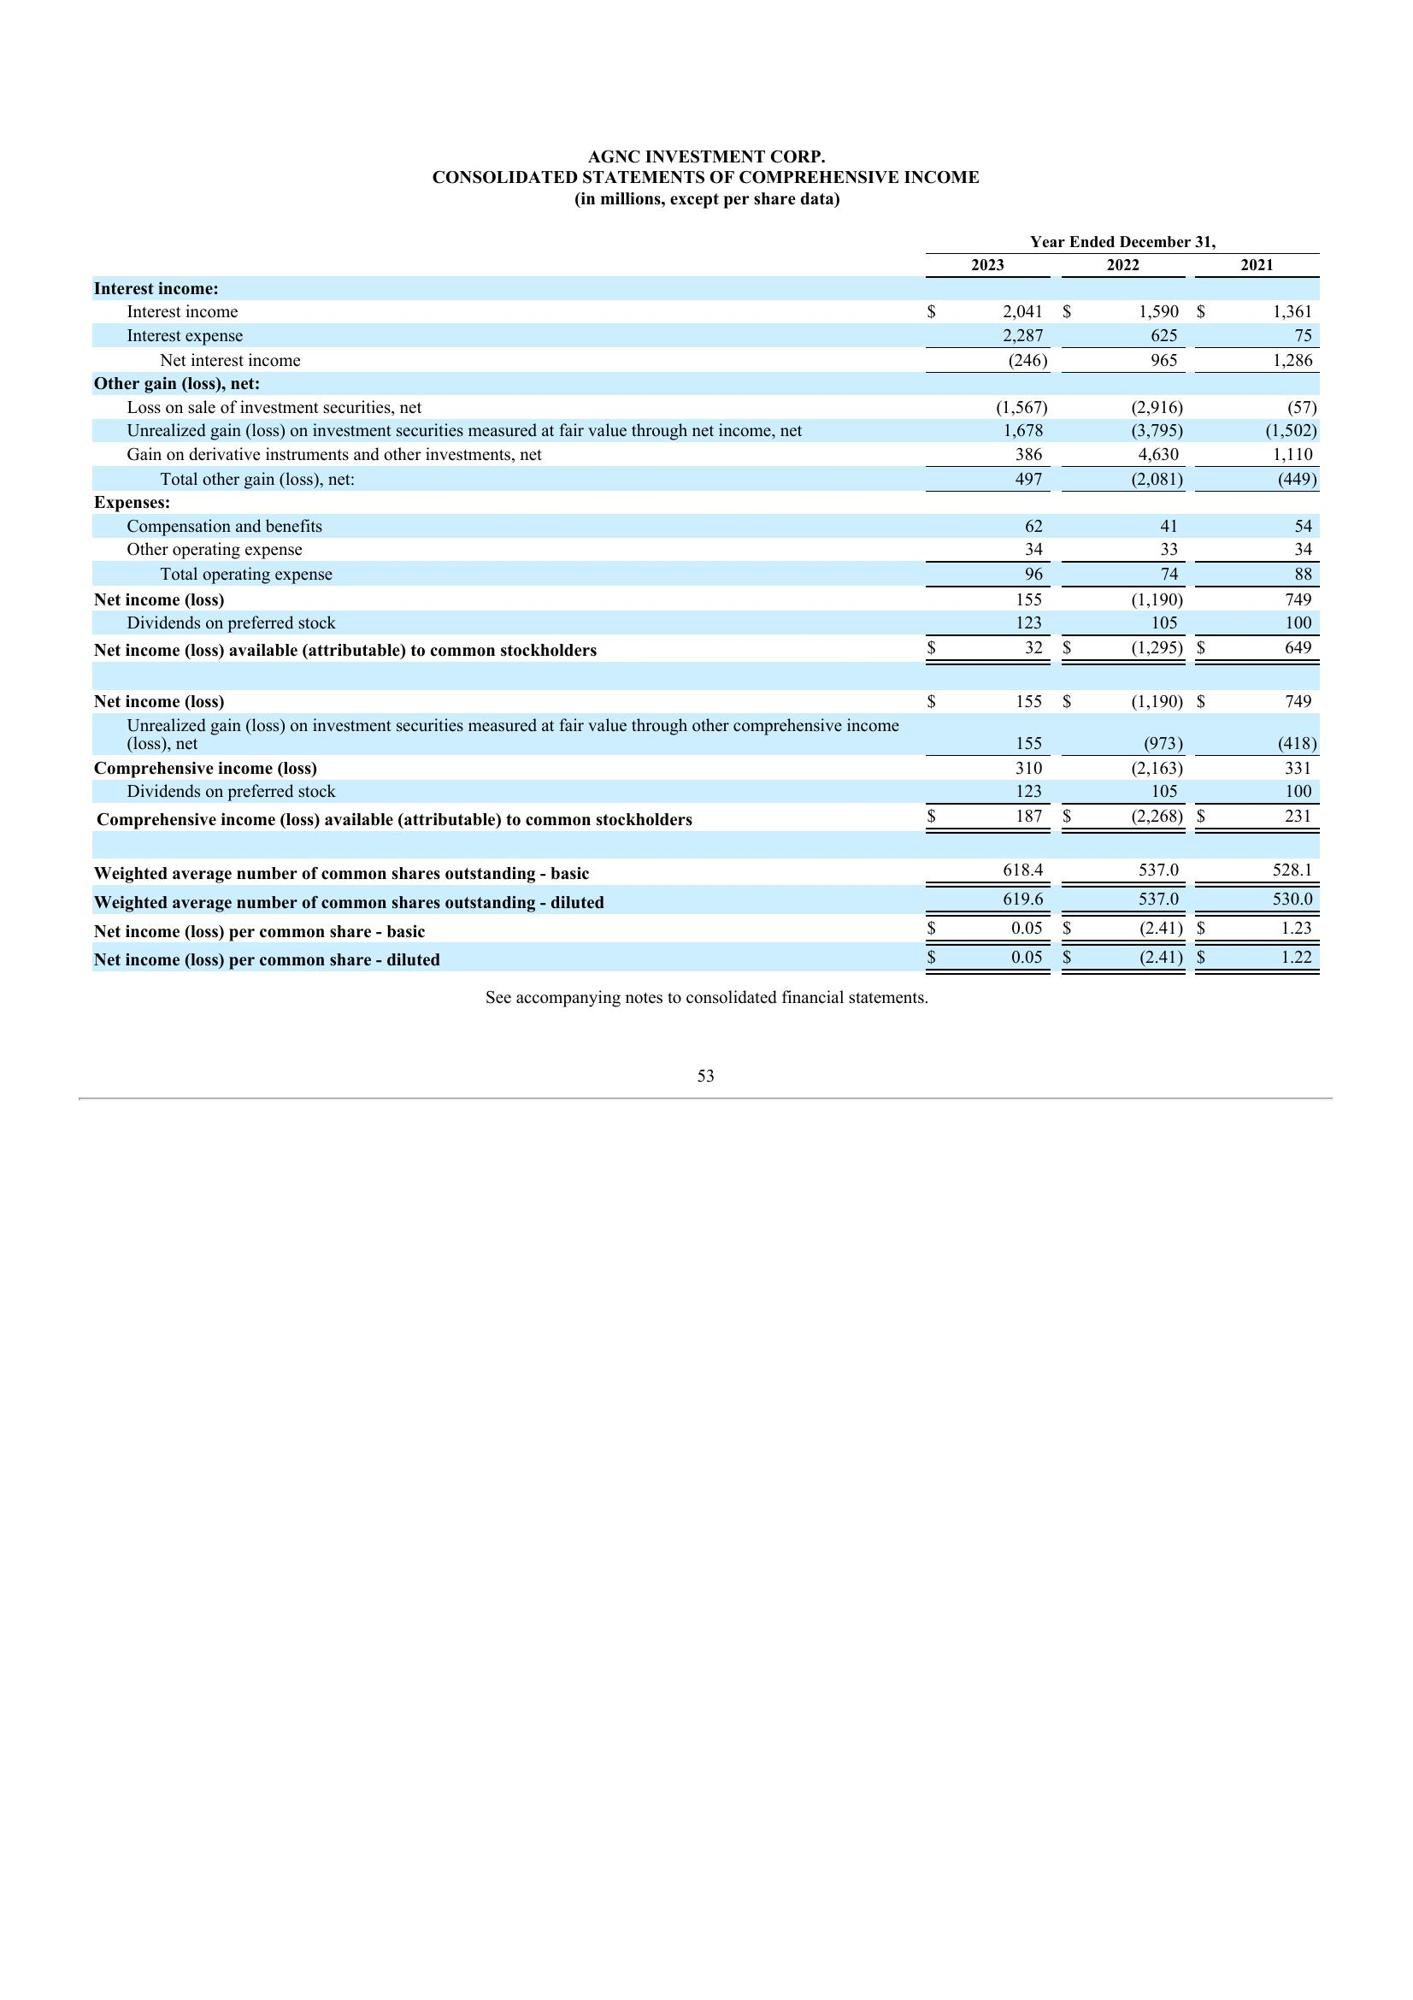 AGNC INVESTMENT CORP.
CONSOLIDATED STATEMENTS OF COMPREHENSIVE INCOME
(in millions, except per share data)
Year Ended December 31,
2023 2022 2021
Interest income:
Interest income $ 2,041 $ 1,590 $ 1,361
Interest expense 2,287 625 75
Net interest income (246) 965 1,286
Other gain (loss), net:
Loss on sale of investment securities, net (1,567) (2,916) (57)
Unrealized gain (loss) on investment securities measured at fair value through net income, net 1,678 (3,795) (1,502)
Gain on derivative instruments and other investments, net 386 4,630 1,110
Total other gain (loss), net: 497 (2,081) (449)
Expenses:
Compensation and benefits 62 41 54
Other operating expense 34 33 34
Total operating expense 96 74 88
Net income (loss) 155 (1,190) 749
Dividends on preferred stock 123 105 100
Net income (loss) available (attributable) to common stockholders $ 32 $ (1,295) $ 649
Net income (loss) $ 155 $ (1,190) $ 749
Unrealized gain (loss) on investment securities measured at fair value through other comprehensive income
(loss), net 155 (973) (418)
Comprehensive income (loss) 310 (2,163) 331
Dividends on preferred stock 123 105 100
Comprehensive income (loss) available (attributable) to common stockholders $ 187 $ (2,268) $ 231
Weighted average number of common shares outstanding - basic 618.4 537.0 528.1
Weighted average number of common shares outstanding - diluted 619.6 537.0 530.0
Net income (loss) per common share - basic $ 0.05 $ (2.41) $ 1.23
Net income (loss) per common share - diluted $ 0.05 $ (2.41) $ 1.22
See accompanying notes to consolidated financial statements.
53